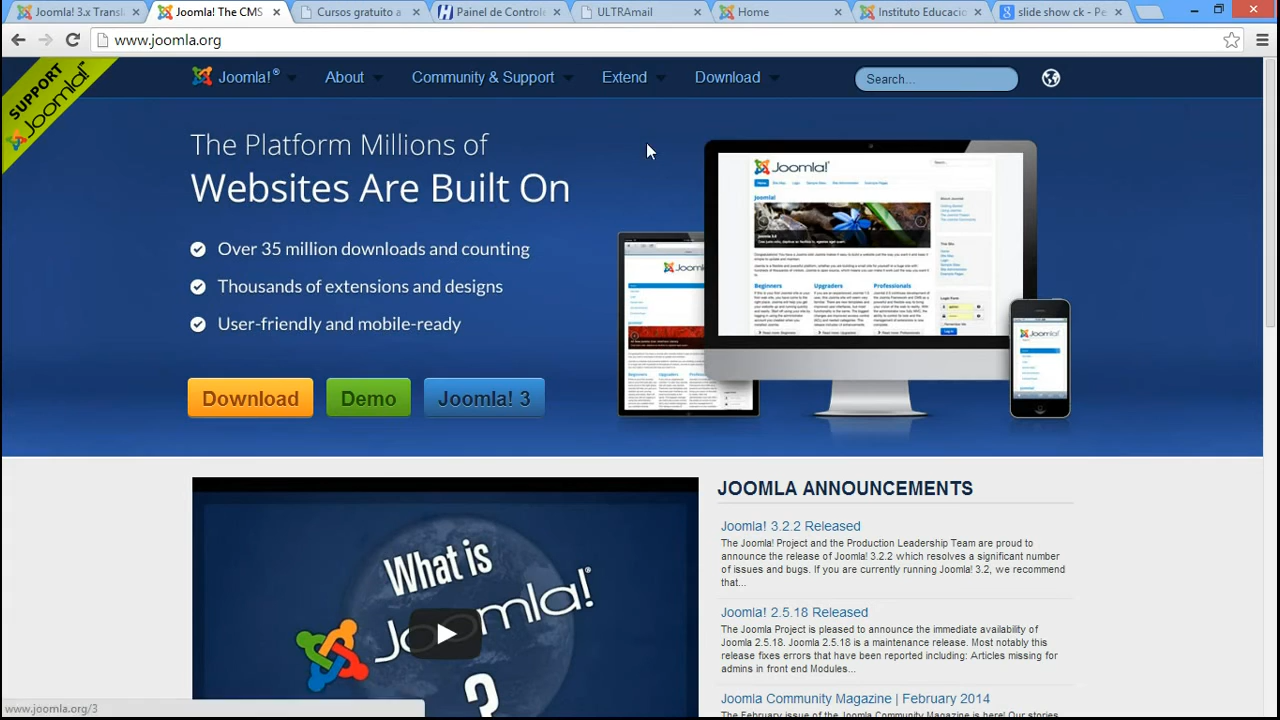 Joomla! 3.x Transl
Joomla! The CMS
Cursos gratuito a
Painel de Control
ULTRAmail
Home
Instituto Educacio
slide show ck - Pe
www.joomla.org
SUPPORT
Joomla!
Joomla!®
About
Community & Support
Extend
Download
Search...
The Platform Millions of
Websites Are Built On
Over 35 million downloads and counting
Thousands of extensions and designs
User-friendly and mobile-ready
Download
Demo
Joomla! 3
Joomla!
Beginners
Upgraders
Professionals
What is
Joomla!®
?
JOOMLA ANNOUNCEMENTS
Joomla! 3.2.2 Released
The Joomla! Project and the Production Leadership Team are proud to
announce the release of Joomla! 3.2.2 which resolves a significant number
of issues and bugs. If you are currently running Joomla! 3.2, we recommend
that...
Joomla! 2.5.18 Released
The Joomla Project is pleased to announce the immediate availability of
Joomla 2.5.18. Joomla 2.5.18 is a maintenance release. Most notably this
release fixes errors that have been reported including: Articles missing for
admins in front end Modules...
Joomla Community Magazine | February 2014
The February issue of the Joomla Community Magazine is here! Our stories
www.joomla.org/3